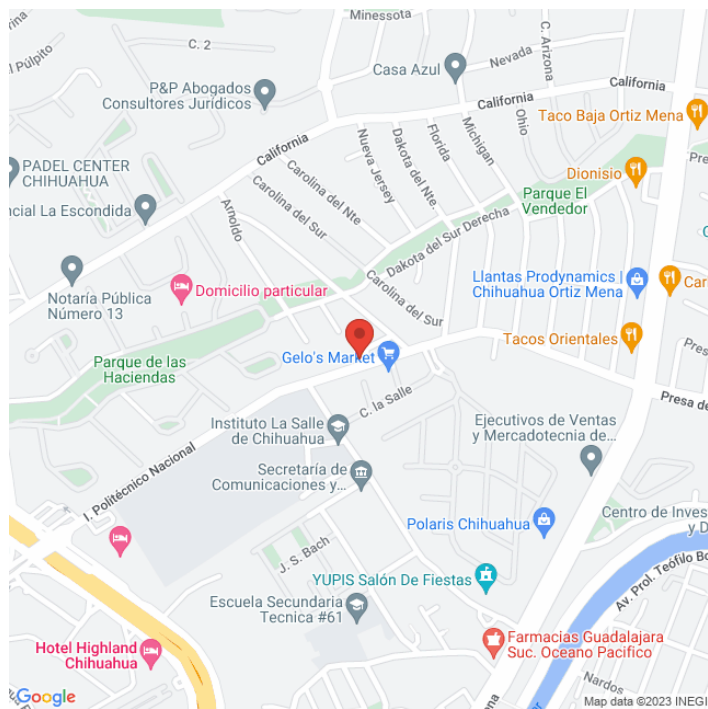 Minessota
C. 2
Púlpito
Casa Azul
Nevada
C. Arizona
P&P Abogados
Consultores Jurídicos
California
California
Ohio
Taco Baja Ortiz Mena
Nueva Jersey
Dakota del Nte.
Florida
Michigan
PADEL CENTER
CHIHUAHUA
Dionisio
Carolina del Nte
Carolina del Sur
Arnoldo
Parque El
Vendedor
ncial La Escondida
Dakota del Sur Derecha
Carolina del Sur
Llantas Prodynamics |
Chihuahua Ortiz Mena
Car
Domicilio particular
Notaría Pública
Número 13
Tacos Orientales
Gelo's Market
Parque de las
Haciendas
C. la Salle
Presa de
Instituto La Salle
de Chihuahua
Ejecutivos de Ventas
y Mercadotecnia de...
I. Politécnico Nacional
Secretaría de
Comunicaciones y...
Polaris Chihuahua
Centro de Inves
y D
J. S. Bach
YUPIS Salón De Fiestas
Av. Prol. Teófilo Bo
Escuela Secundaria
Tecnica #61
Farmacias Guadalajara
Suc. Oceano Pacifico
Hotel Highland
Chihuahua
Nardos
Google
Map data ©2023 INEGI